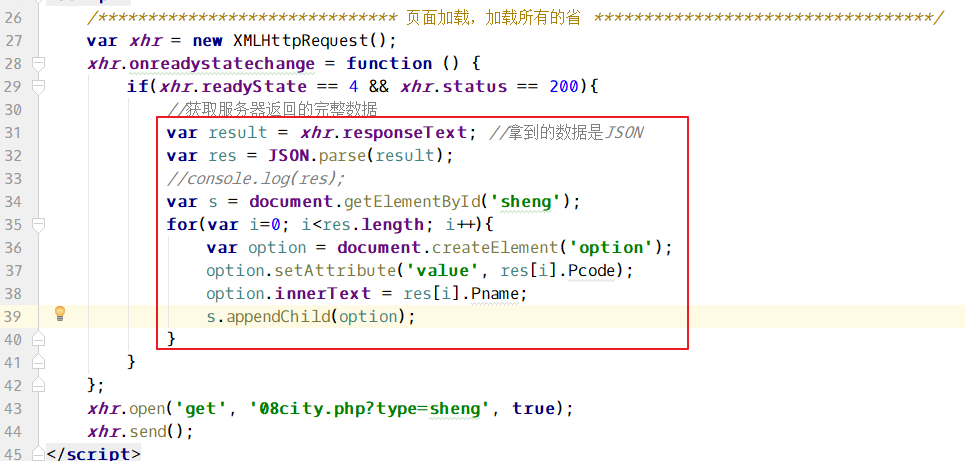 26 /****************************** 页面加载，加载所有的省 **********************************/
27 var xhr = new XMLHttpRequest();
28 xhr.onreadystatechange = function () {
29 if(xhr.readyState == 4 && xhr.status == 200){
30 //获取服务器返回的完整数据
31 var result = xhr.responseText; //拿到的数据是JSON
32 var res = JSON.parse(result);
33 //console.log(res);
34 var s = document.getElementById('sheng');
35 for(var i=0; i<res.length; i++){
36 var option = document.createElement('option');
37 option.setAttribute('value', res[i].Pcode);
38 option.innerText = res[i].Pname;
39 s.appendChild(option);
40 }
41 }
42 };
43 xhr.open('get', '08city.php?type=sheng', true);
44 xhr.send();
45 </script>